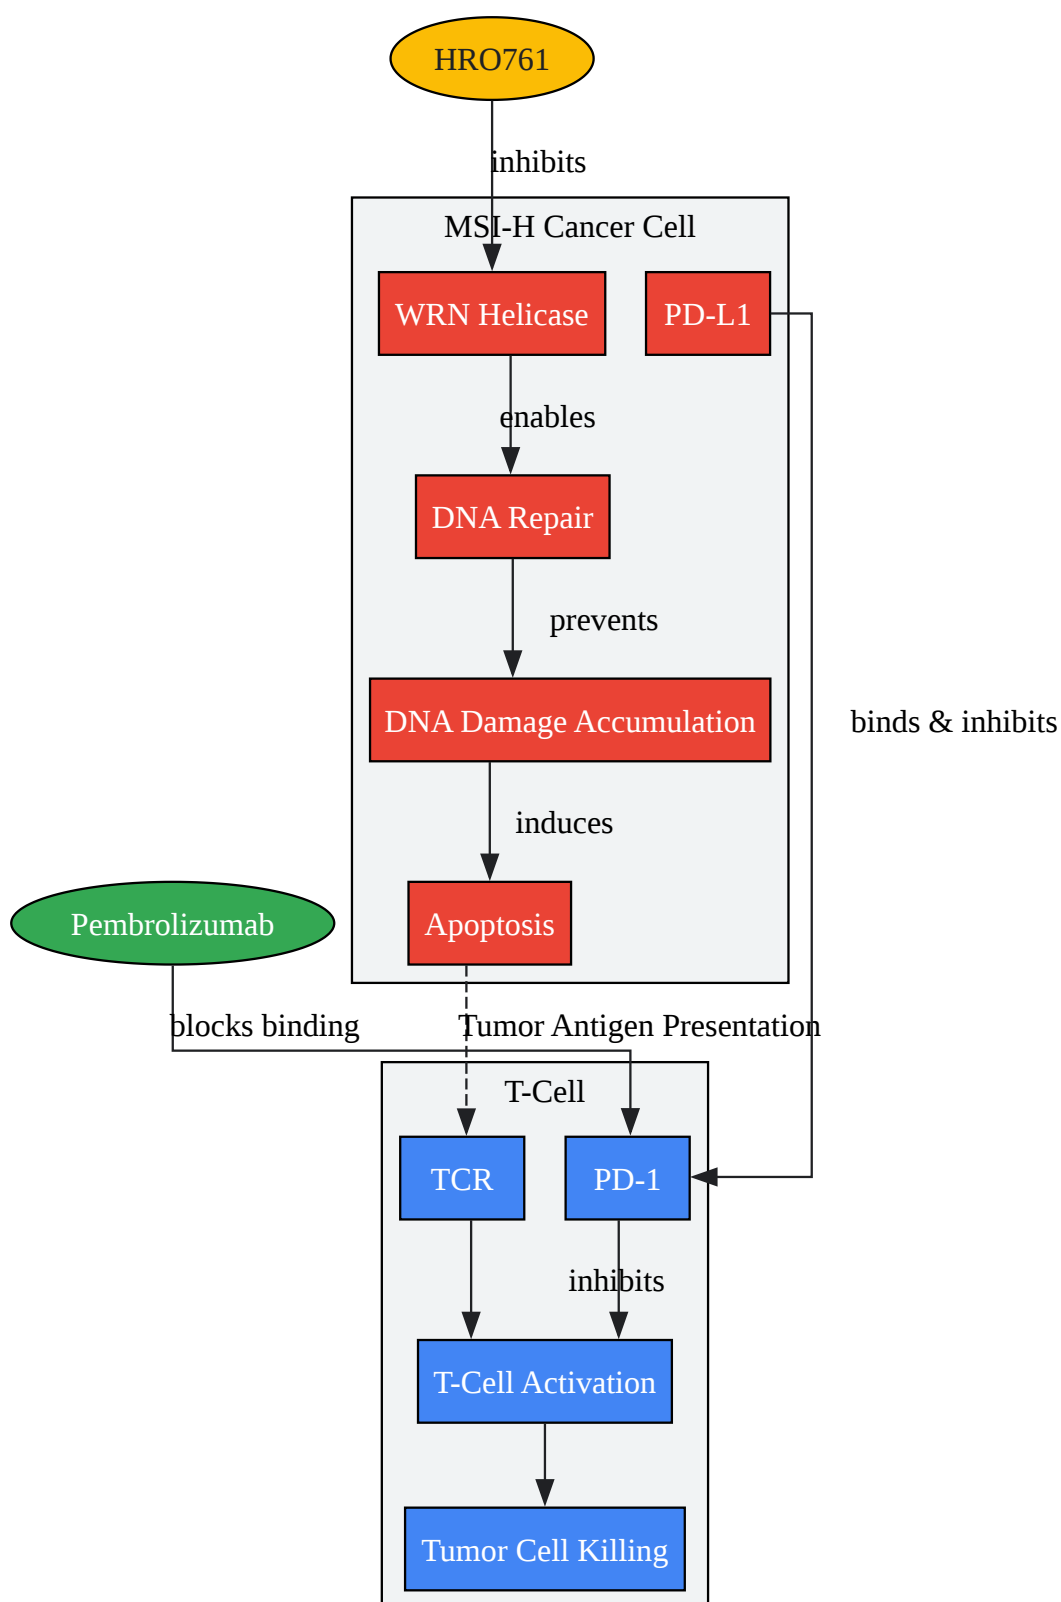 HRO761
inhibits
MSI-H Cancer Cell
WRN Helicase
PD-L1
enables
DNA Repair
prevents
DNA Damage Accumulation
binds & inhibits
induces
Pembrolizumab
Apoptosis
blocks binding
Tumor Antigen Presentation
T-Cell
TCR
PD-1
inhibits
T-Cell Activation
Tumor Cell Killing